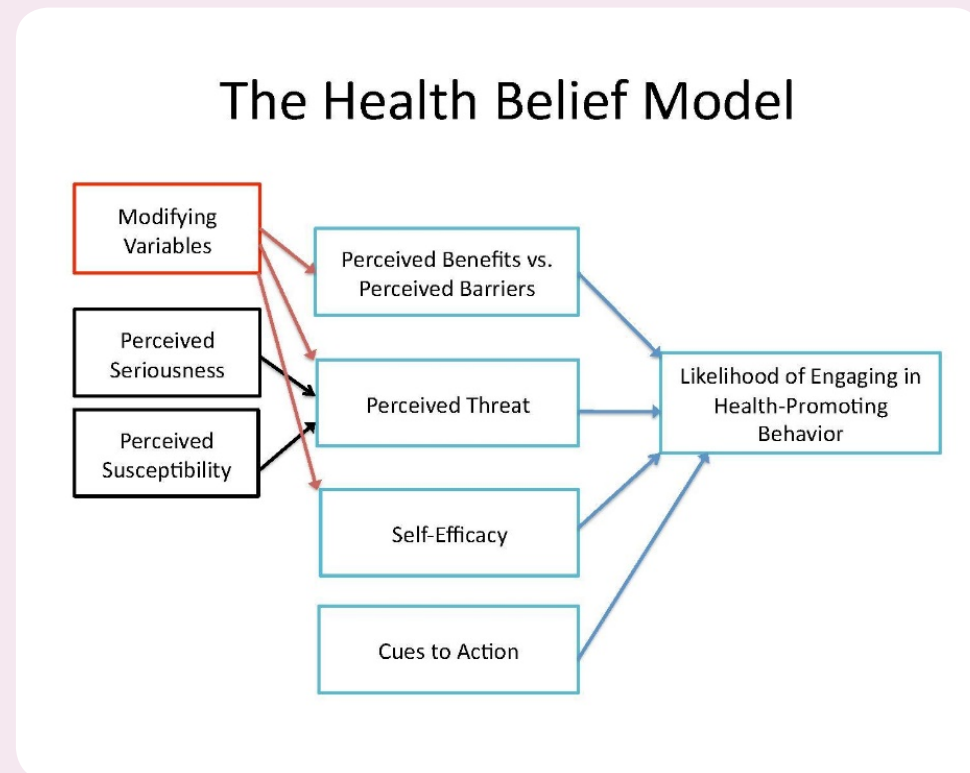 The Health Belief Model
Modifying
Variables
Perceived Benefits vs.
Perceived Barriers
Perceived
Seriousness
Perceived Threat
Likelihood of Engaging in
Health-Promoting
Behavior
Perceived
Susceptibility
Self-Efficacy
Cues to Action